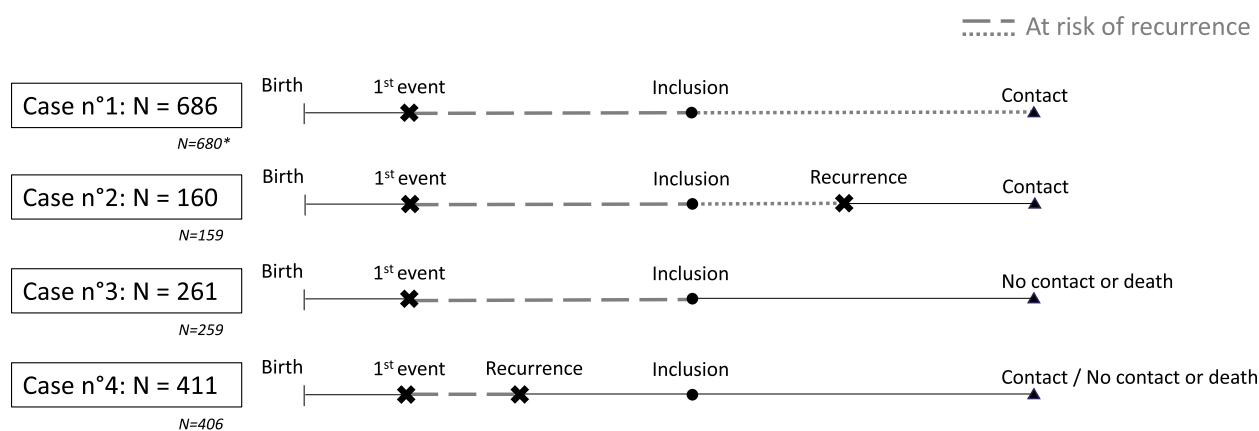 At risk of recurrence
Case n°1: N = 686
N=680*
Birth
1st event
Inclusion
Contact
Case n°2: N = 160
N=159
Birth
1st event
Inclusion
Recurrence
Contact
Case n°3: N = 261
N=259
Birth
1st event
Inclusion
No contact or death
Case n°4: N = 411
N=406
Birth
1st event
Recurrence
Inclusion
Contact / No contact or death